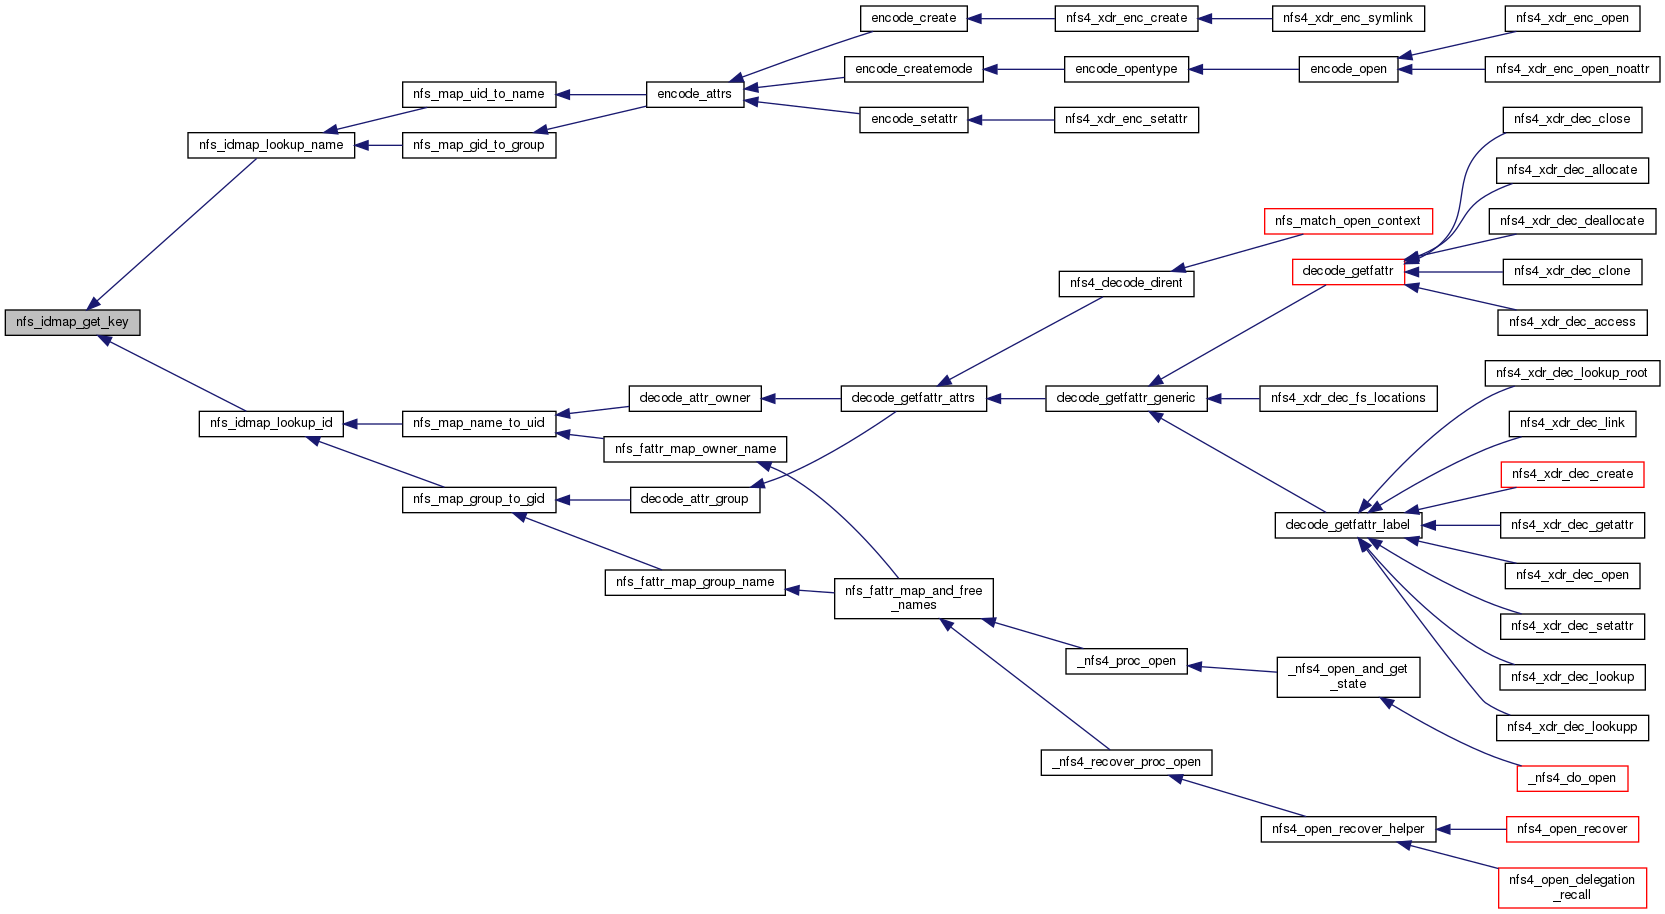 encode_create
nfs4_xdr_enc_create
nfs4_xdr_enc_symlink
nfs4_xdr_enc_open
encode_createmode
encode_opentype
encode_open
nfs4_xdr_enc_open_noattr
nfs_map_uid_to_name
encode_attrs
encode_setattr
nfs4_xdr_enc_setattr
nfs4_xdr_dec_close
nfs_idmap_lookup_name
nfs_map_gid_to_group
nfs4_xdr_dec_allocate
nfs_match_open_context
nfs4_xdr_dec_deallocate
decode_getfattr
nfs4_xdr_dec_clone
nfs4_decode_dirent
nfs_idmap_get_key
nfs4_xdr_dec_access
nfs4_xdr_dec_lookup_root
decode_attr_owner
decode_getfattr_attrs
decode_getfattr_generic
nfs4_xdr_dec_fs_locations
nfs_idmap_lookup_id
nfs_map_name_to_uid
nfs4_xdr_dec_link
nfs_fattr_map_owner_name
nfs4_xdr_dec_create
nfs_map_group_to_gid
decode_attr_group
decode_getfattr_label
nfs4_xdr_dec_getattr
nfs4_xdr_dec_open
nfs_fattr_map_group_name
nfs_fattr_map_and_free
_names
nfs4_xdr_dec_setattr
_nfs4_proc_open
_nfs4_open_and_get
_state
nfs4_xdr_dec_lookup
nfs4_xdr_dec_lookupp
_nfs4_recover_proc_open
_nfs4_do_open
nfs4_open_recover_helper
nfs4_open_recover
nfs4_open_delegation
_recall